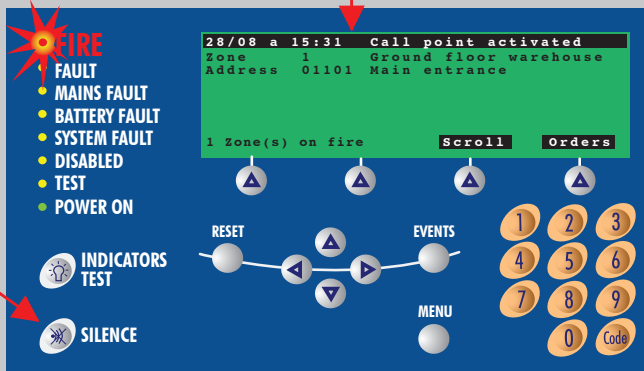 FIRE
FAULT
MAINS FAULT
BATTERY FAULT
SYSTEM FAULT
DISABLED
TEST
POWER ON
INDICATORS
TEST
SILENCE
28/08 a 15:31 Call point activated
Zone 1 Ground floor warehouse
Address 01101 Main entrance
1 Zone(s) on fire Scroll Orders
RESET
EVENTS
MENU
1 2 3
4 5 6
7 8 9
0 Code